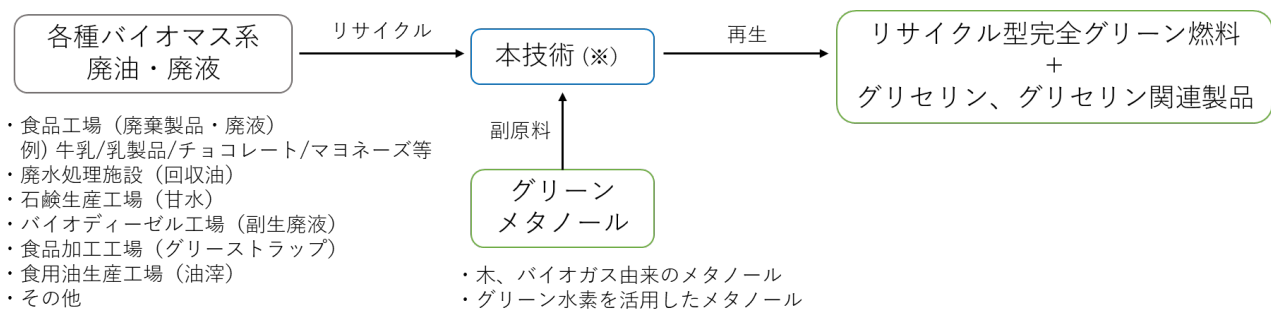 各種バイオマス系
廃油・廃液
リサイクル
本技術 (※)
再生
リサイクル型完全グリーン燃料
+
グリセリン、グリセリン関連製品
・食品工場（廃棄製品・廃液）
例) 牛乳/乳製品/チョコレート/マヨネーズ等
・廃水処理施設（回収油）
・石鹸生産工場（甘水）
・バイオディーゼル工場（副生廃液）
・食品加工工場（グリーストラップ）
・食用油生産工場（油滓）
・その他
副原料
グリーン
メタノール
・木、バイオガス由来のメタノール
・グリーン水素を活用したメタノール